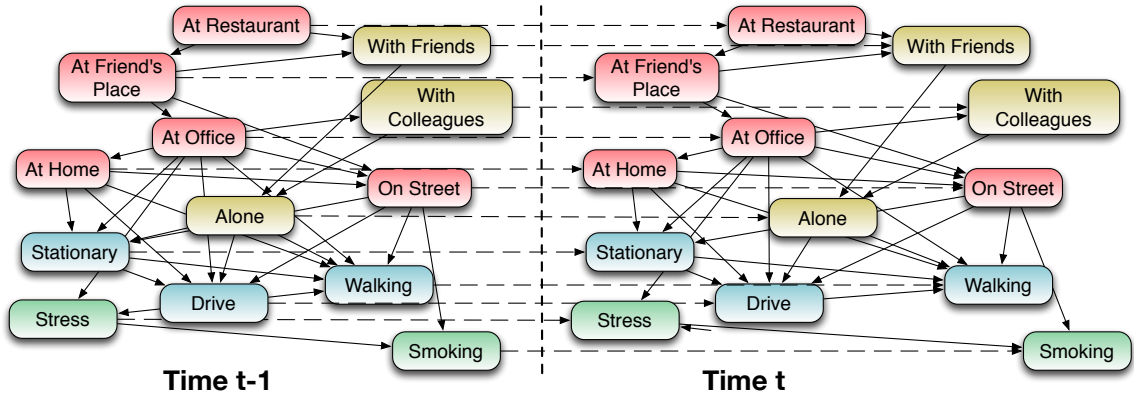 At Restaurant
With Friends
At Friend's
Place
With
Colleagues
At Office
At Home
On Street
Alone
Stationary
Walking
Drive
Stress
Smoking
Time t-1
At Restaurant
With Friends
At Friend's
Place
With
Colleagues
At Office
At Home
On Street
Alone
Stationary
Walking
Drive
Stress
Smoking
Time t